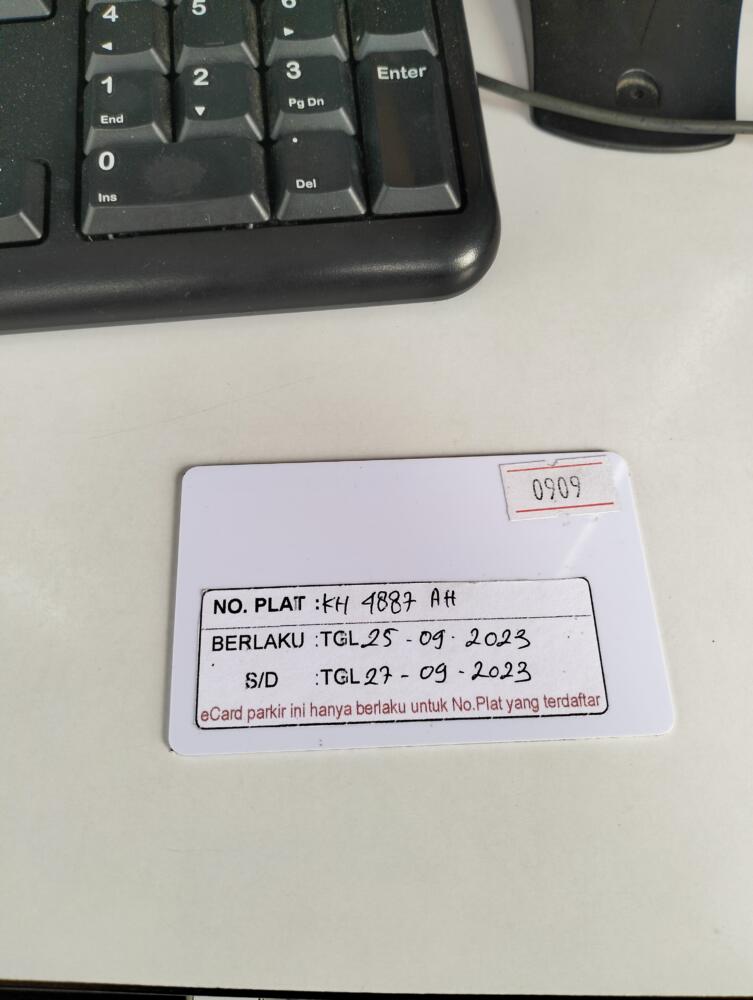 4 5 6
1 2 3 Enter
End Pg Dn
0 .
Ins Del
0909
NO. PLAT : KH 4887 AH
BERLAKU : TGL 25 - 09 - 2023
S/D : TGL 27 - 09 - 2023
eCard parkir ini hanya berlaku untuk No.Plat yang terdaftar